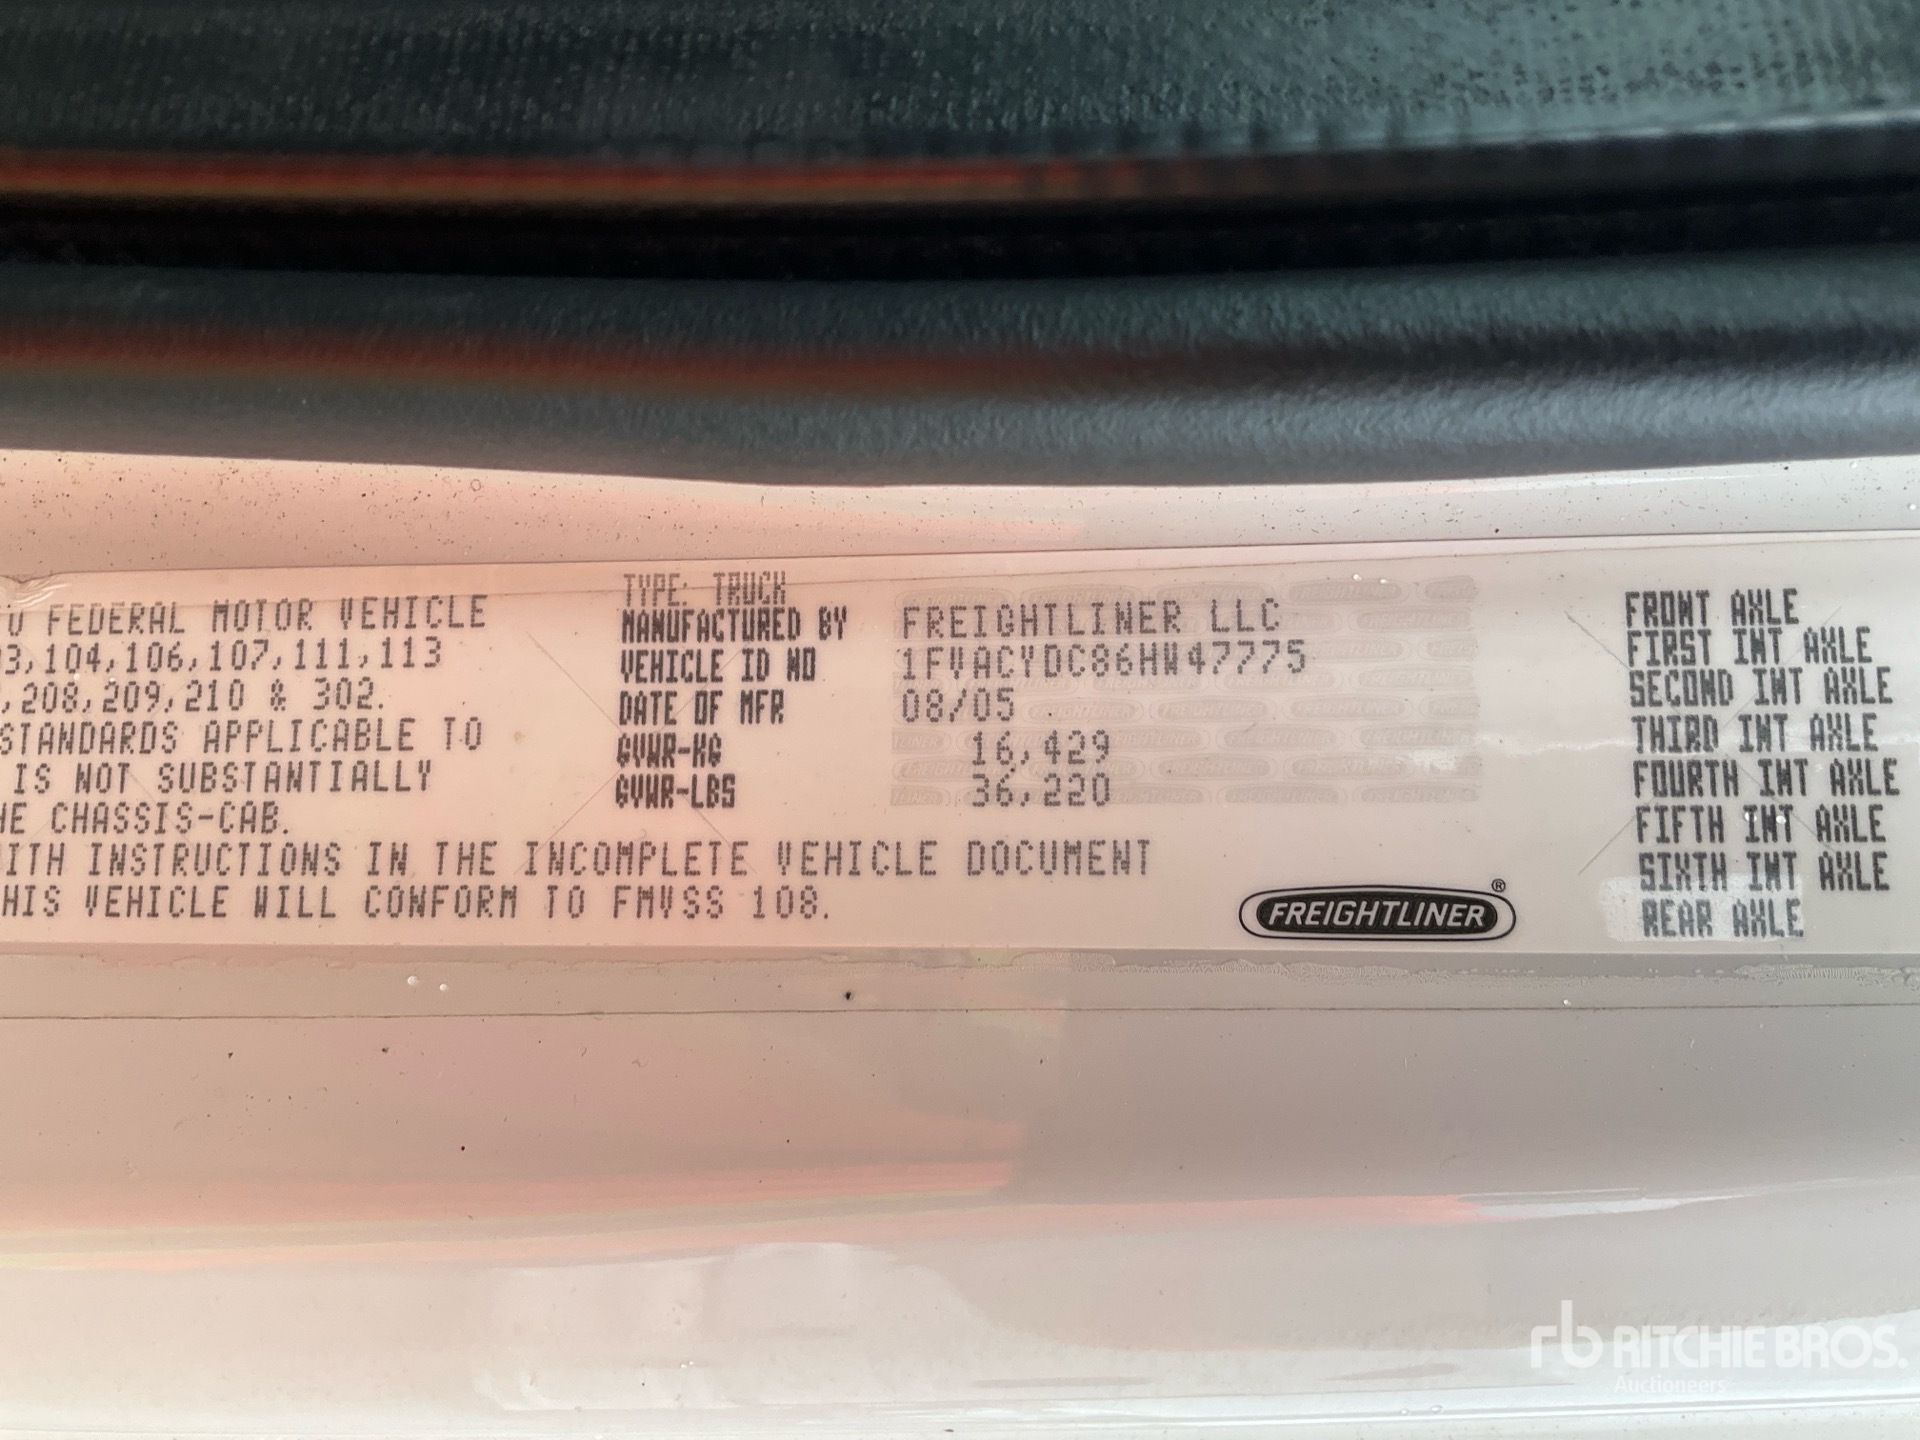 TO FEDERAL MOTOR VEHICLE
03,104,106,107,111,113
,208,209,210 & 302.
STANDARDS APPLICABLE TO
IS NOT SUBSTANTIALLY
HE CHASSIS-CAB.
WITH INSTRUCTIONS IN THE INCOMPLETE VEHICLE DOCUMENT
HIS VEHICLE WILL CONFORM TO FMVSS 108.
TYPE: TRUCK
MANUFACTURED BY FREIGHTLINER LLC
VEHICLE ID NO 1FVACYDC86HW47775
DATE OF MFR 08/05
GVWR-KG 16,429
GVWR-LBS 36,220
FREIGHTLINER®
FRONT AXLE
FIRST INT AXLE
SECOND INT AXLE
THIRD INT AXLE
FOURTH INT AXLE
FIFTH INT AXLE
SIXTH INT AXLE
REAR AXLE
rb RITCHIE BROS.
Auctioneers